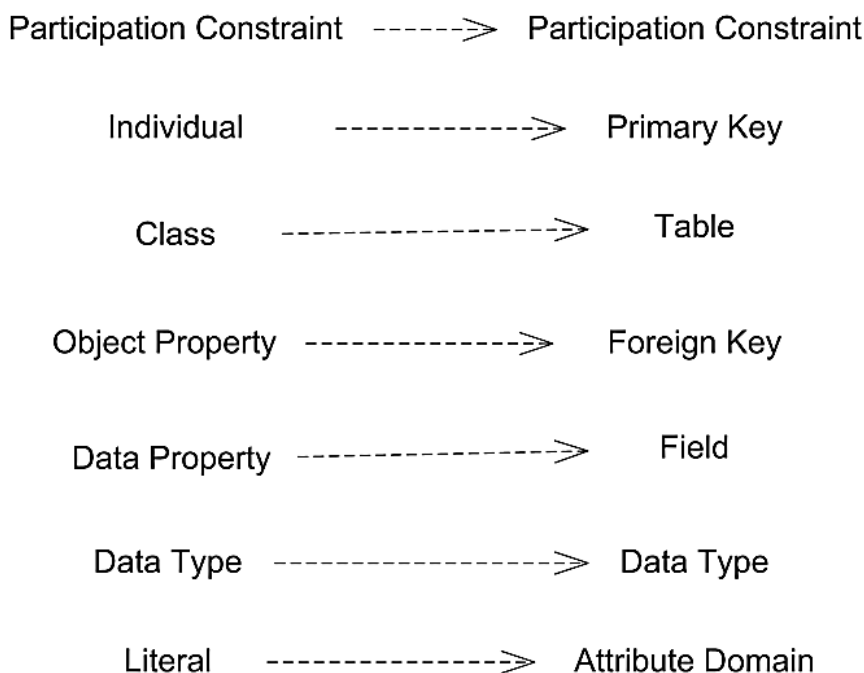 Participation Constraint Participation Constraint
Individual Primary Key
Class Table
Object Property Foreign Key
Data Property Field
Data Type Data Type
Literal Attribute Domain